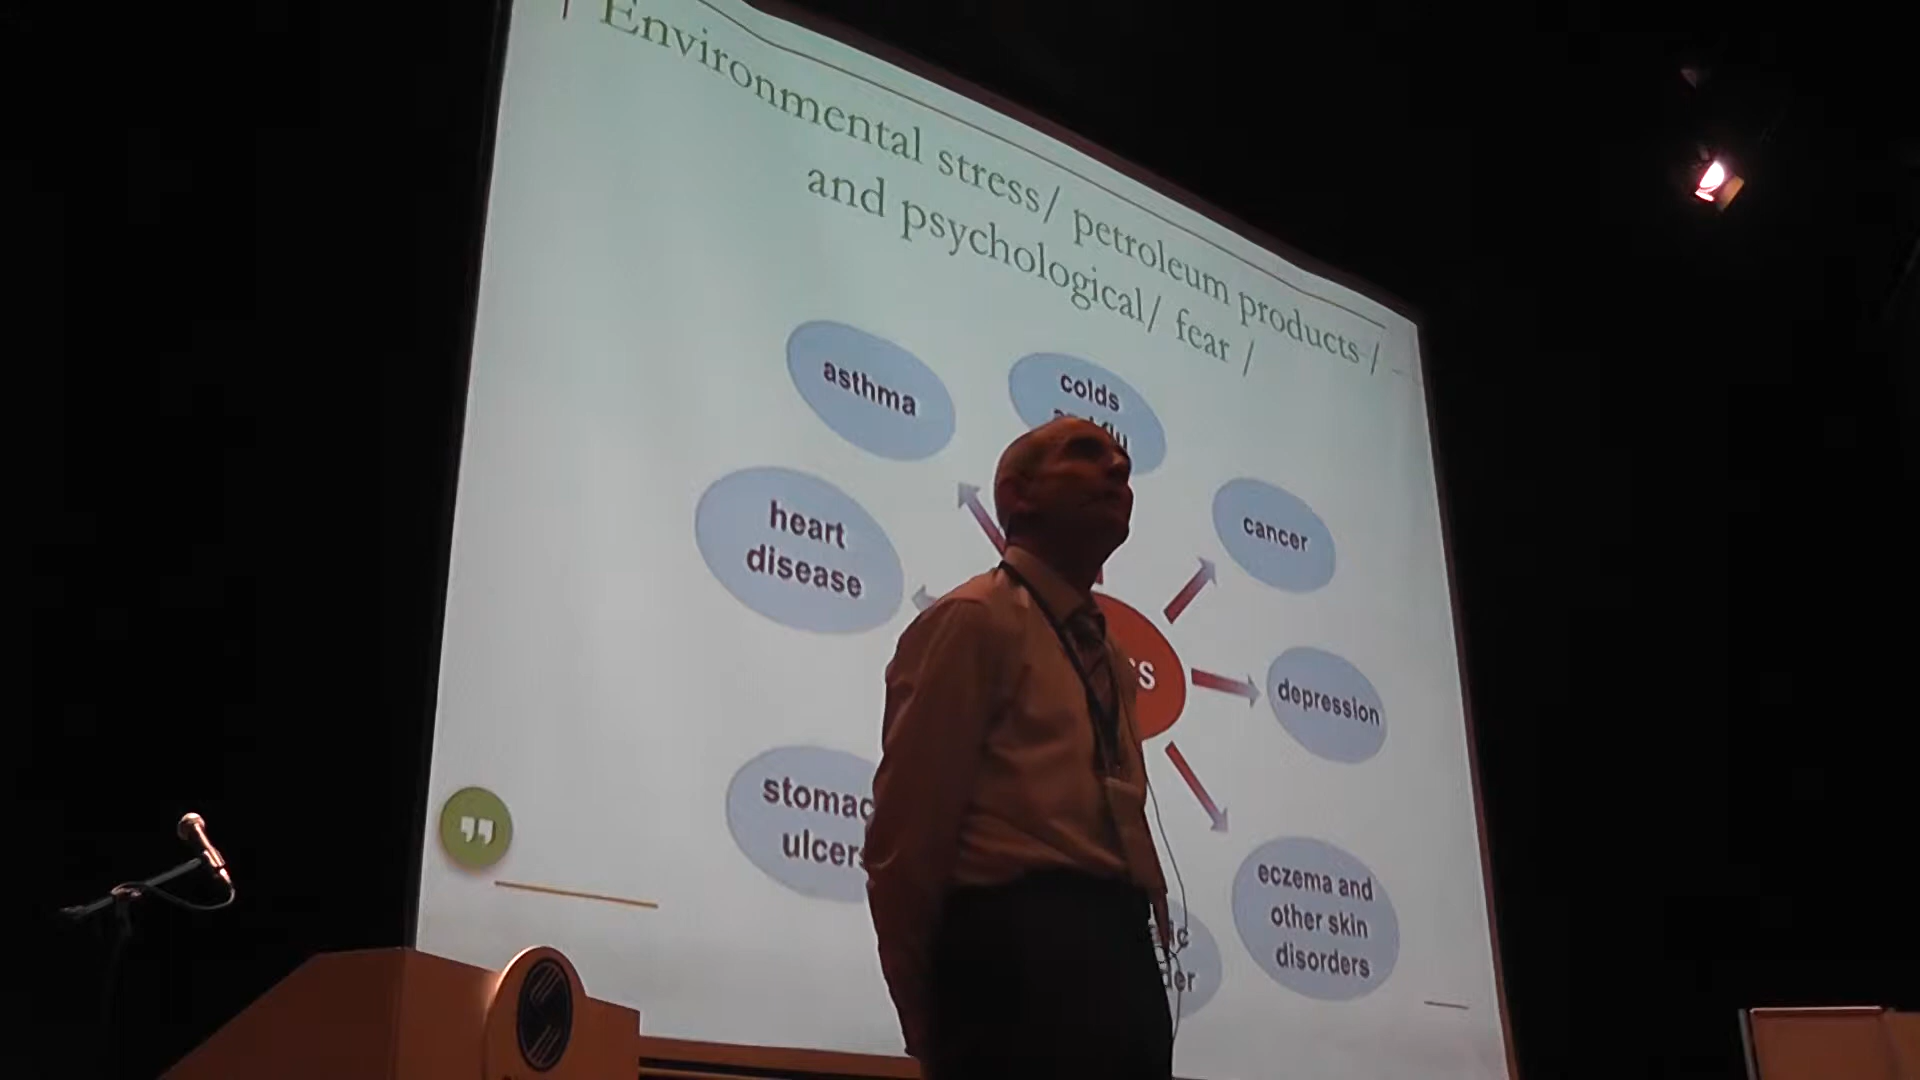 Environmental stress/ petroleum products /
and psychological/ fear /
asthma
colds
cancer
heart
disease
depression
ulcers
eczema and
other skin
disorders